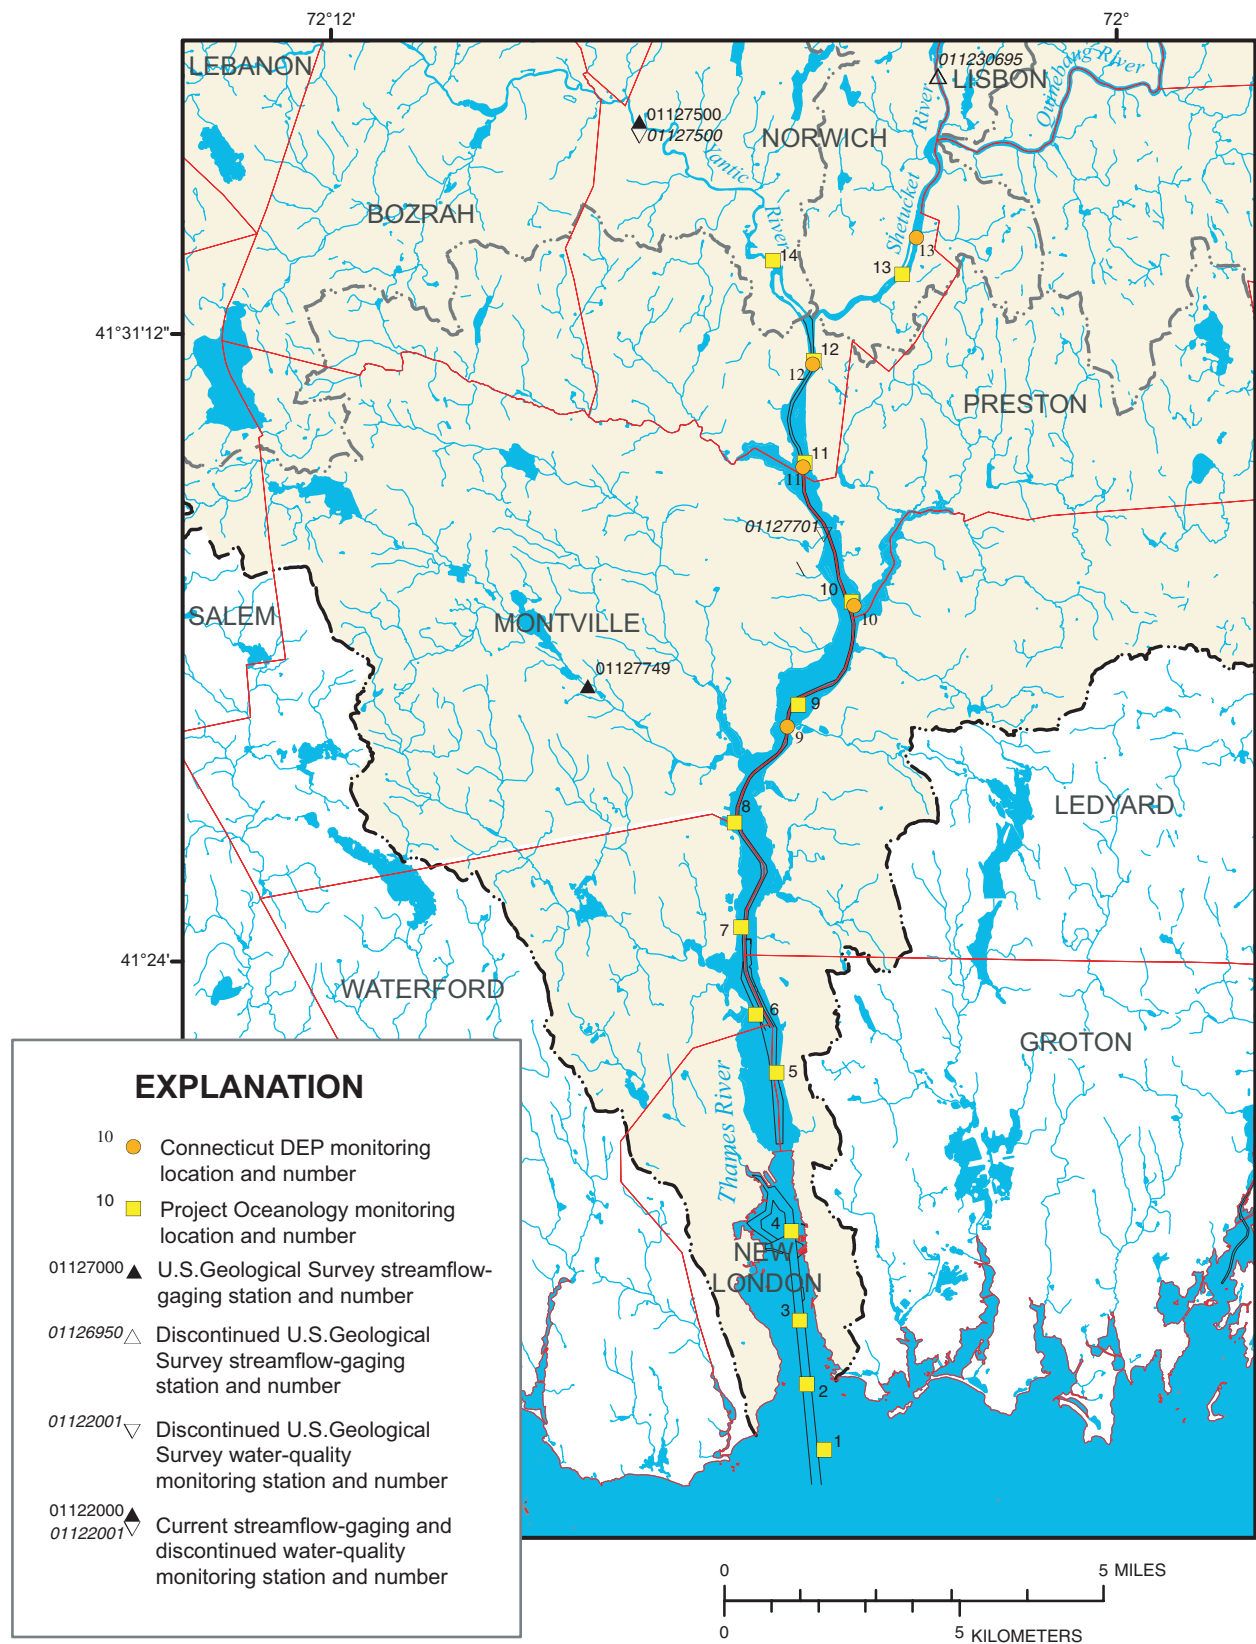 72°12'
72°
LEBANON
011230695
LISBON
Quinebaug River
River
01127500
01127500
NORWICH
Yantic
River
Shetucket
BOZRAH
13
14
13
41°31'12"
12
12
PRESTON
11
11
01127701
10
10
SALEM
MONTVILLE
01127749
9
9
LEDYARD
8
7
41°24'
WATERFORD
6
GROTON
5
Thames River
4
NEW
LONDON
3
2
1
EXPLANATION
10
Connecticut DEP monitoring
location and number
10
Project Oceanology monitoring
location and number
01127000
U.S.Geological Survey streamflow-
gaging station and number
01126950
Discontinued U.S.Geological
Survey streamflow-gaging
station and number
01122001
Discontinued U.S.Geological
Survey water-quality
monitoring station and number
01122000
01122001
Current streamflow-gaging and
discontinued water-quality
monitoring station and number
0
5 MILES
0
5
KILOMETERS